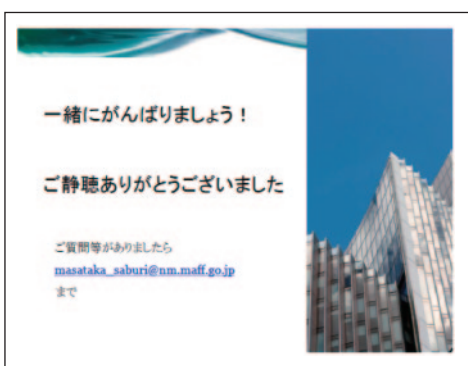 一緒にがんばりましょう！
ご静聴ありがとうございました
ご質問等がありましたら
masataka_saburi@nm.maff.go.jp
まで